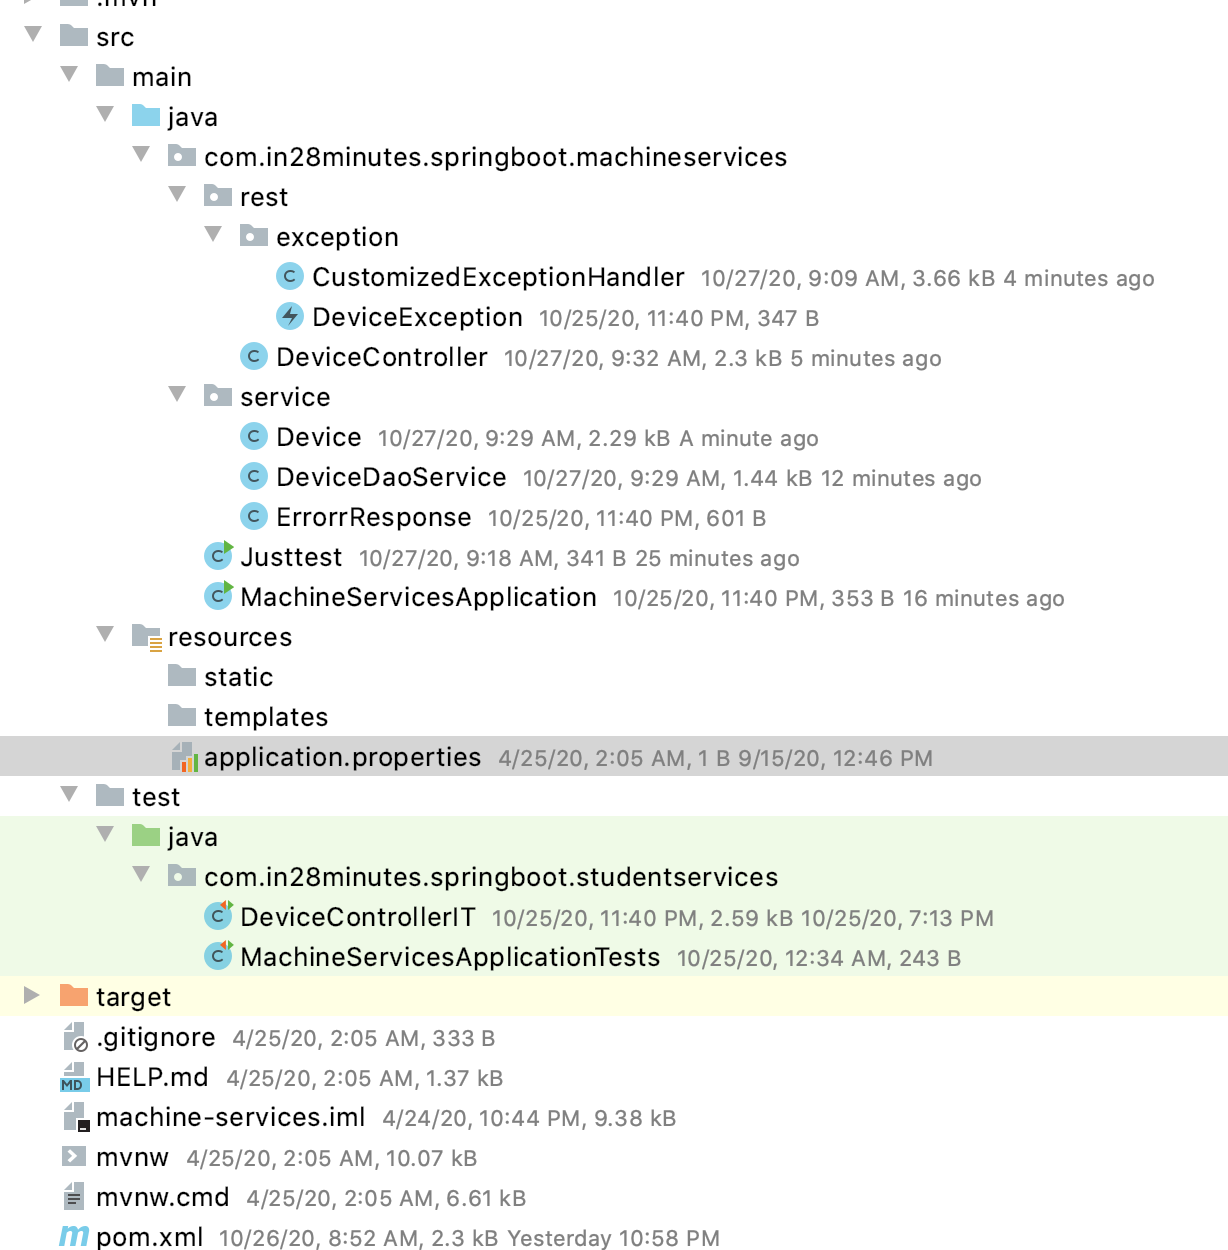 .mvn
src
main
java
com.in28minutes.springboot.machineservices
rest
exception
C CustomizedExceptionHandler 10/27/20, 9:09 AM, 3.66 kB 4 minutes ago
DeviceException 10/25/20, 11:40 PM, 347 B
C DeviceController 10/27/20, 9:32 AM, 2.3 kB 5 minutes ago
service
C Device 10/27/20, 9:29 AM, 2.29 kB A minute ago
C DeviceDaoService 10/27/20, 9:29 AM, 1.44 kB 12 minutes ago
C ErrorrResponse 10/25/20, 11:40 PM, 601 B
C Justtest 10/27/20, 9:18 AM, 341 B 25 minutes ago
C MachineServicesApplication 10/25/20, 11:40 PM, 353 B 16 minutes ago
resources
static
templates
application.properties 4/25/20, 2:05 AM, 1 B 9/15/20, 12:46 PM
test
java
com.in28minutes.springboot.studentservices
C DeviceControllerIT 10/25/20, 11:40 PM, 2.59 kB 10/25/20, 7:13 PM
C MachineServicesApplicationTests 10/25/20, 12:34 AM, 243 B
target
.gitignore 4/25/20, 2:05 AM, 333 B
MD HELP.md 4/25/20, 2:05 AM, 1.37 kB
machine-services.iml 4/24/20, 10:44 PM, 9.38 kB
mvnw 4/25/20, 2:05 AM, 10.07 kB
mvnw.cmd 4/25/20, 2:05 AM, 6.61 kB
m pom.xml 10/26/20, 8:52 AM, 2.3 kB Yesterday 10:58 PM